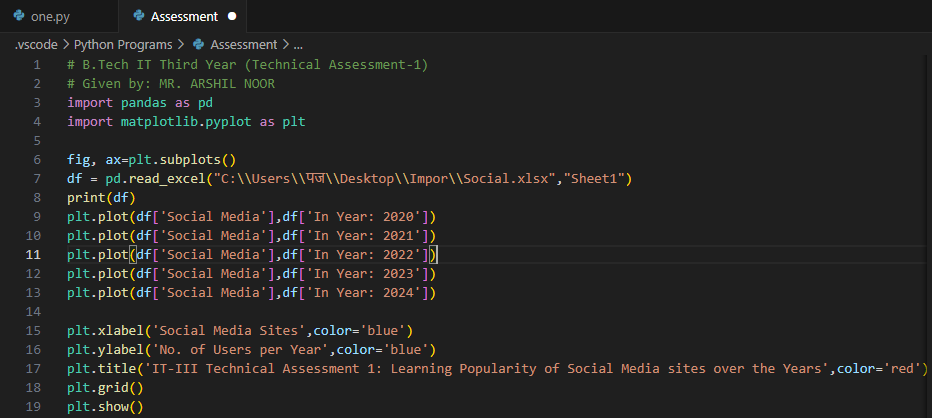 one.py Assessment
.vscode > Python Programs > Assessment > ...
1 # B.Tech IT Third Year (Technical Assessment-1)
2 # Given by: MR. ARSHIL NOOR
3 import pandas as pd
4 import matplotlib.pyplot as plt
5
6 fig, ax=plt.subplots()
7 df = pd.read_excel("C:\\Users\\पंज\\Desktop\\Impor\\Social.xlsx","Sheet1")
8 print(df)
9 plt.plot(df['Social Media'],df['In Year: 2020'])
10 plt.plot(df['Social Media'],df['In Year: 2021'])
11 plt.plot(df['Social Media'],df['In Year: 2022'])
12 plt.plot(df['Social Media'],df['In Year: 2023'])
13 plt.plot(df['Social Media'],df['In Year: 2024'])
14
15 plt.xlabel('Social Media Sites',color='blue')
16 plt.ylabel('No. of Users per Year',color='blue')
17 plt.title('IT-III Technical Assessment 1: Learning Popularity of Social Media sites over the Years',color='red')
18 plt.grid()
19 plt.show()